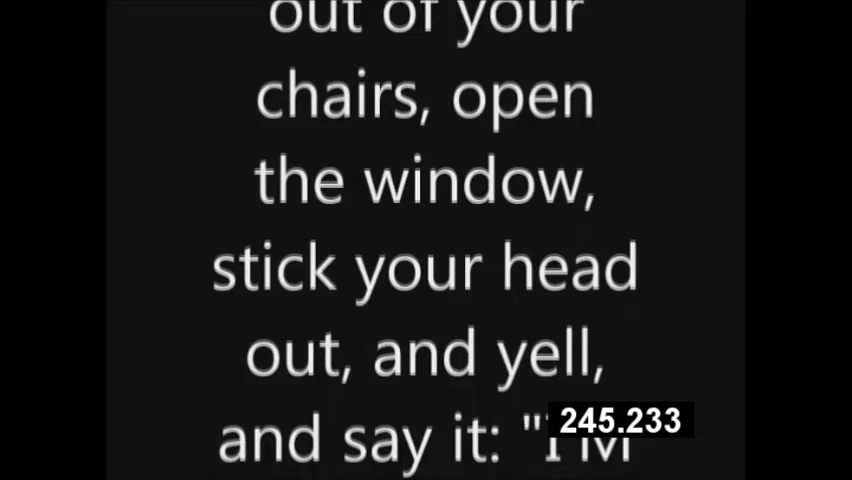 out of your
chairs, open
the window,
stick your head
out, and yell,
and say it: "I'M
245.233